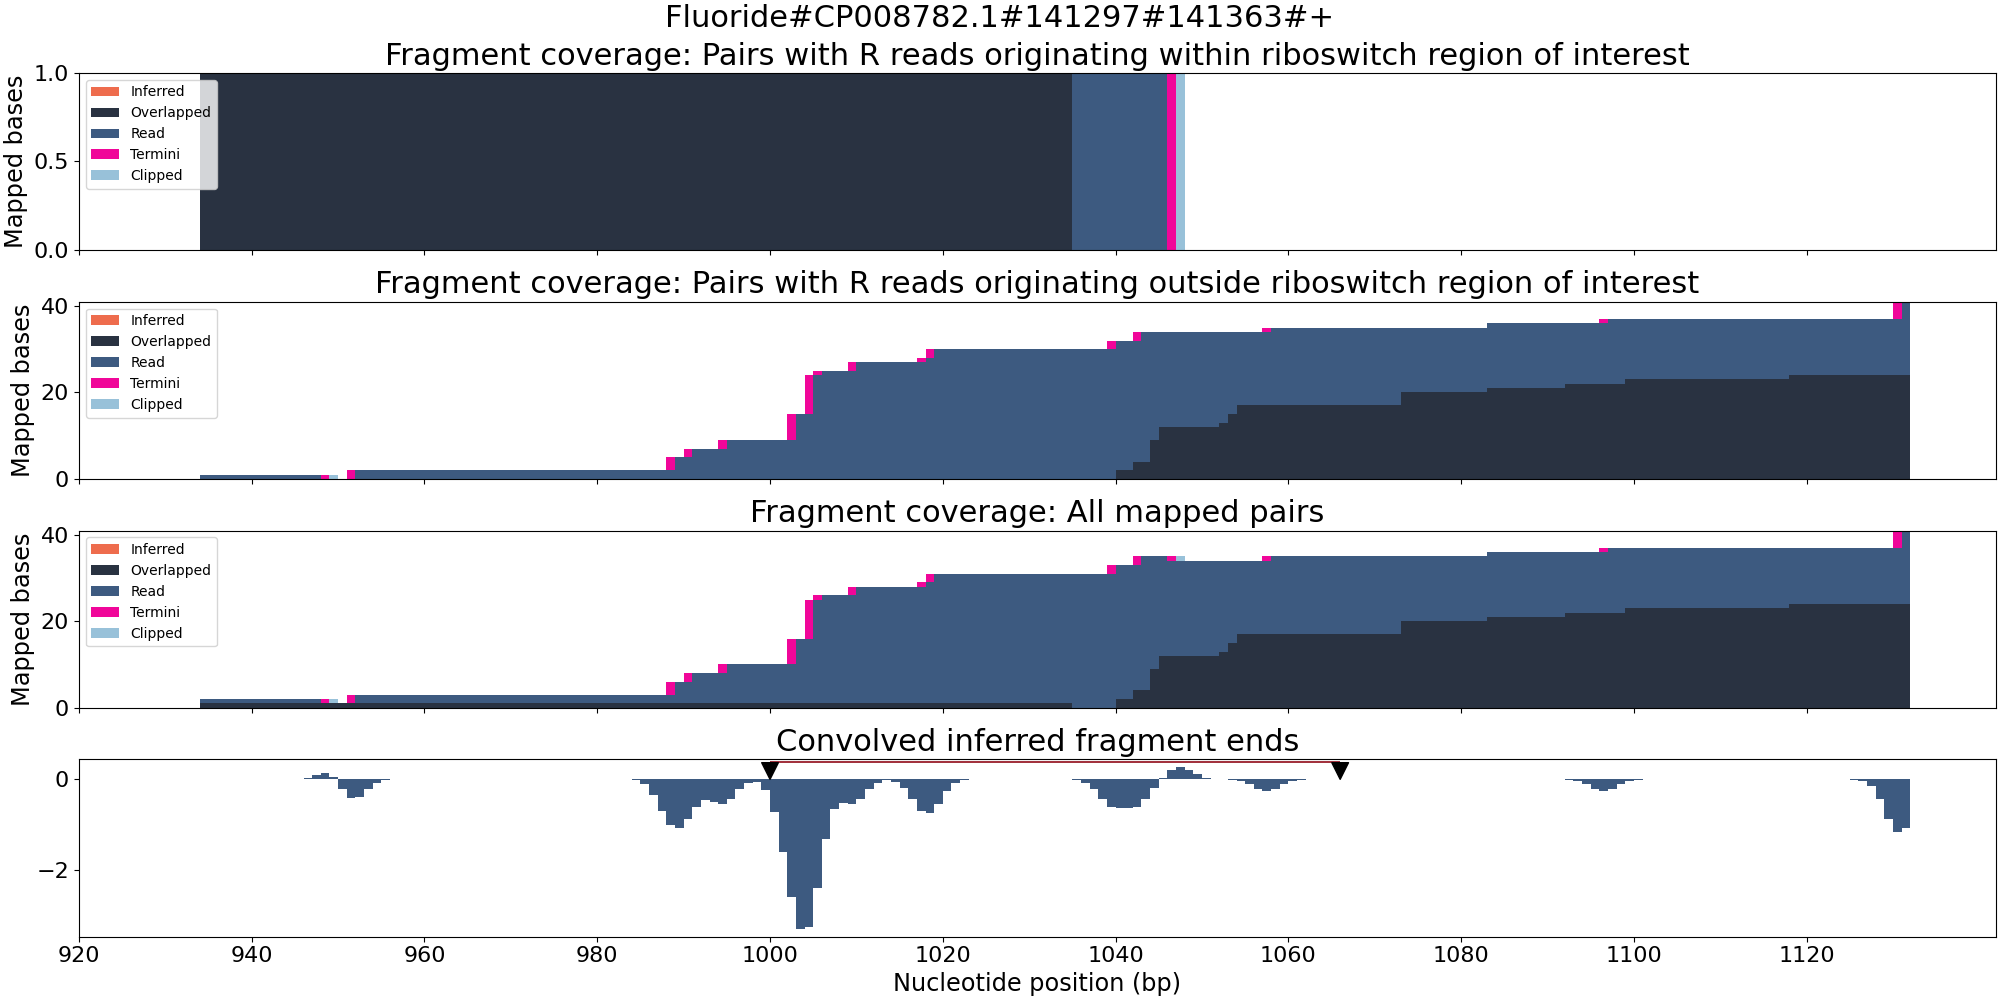 Fluoride#CP008782.1#141297#141363#+
Fragment coverage: Pairs with R reads originating within riboswitch region of interest
Mapped bases
1.0
0.5
0.0
Inferred
Overlapped
Read
Termini
Clipped
Fragment coverage: Pairs with R reads originating outside riboswitch region of interest
Mapped bases
40
20
0
Inferred
Overlapped
Read
Termini
Clipped
Fragment coverage: All mapped pairs
Mapped bases
40
20
0
Inferred
Overlapped
Read
Termini
Clipped
Convolved inferred fragment ends
0
−2
920 940 960 980 1000 1020 1040 1060 1080 1100 1120
Nucleotide position (bp)